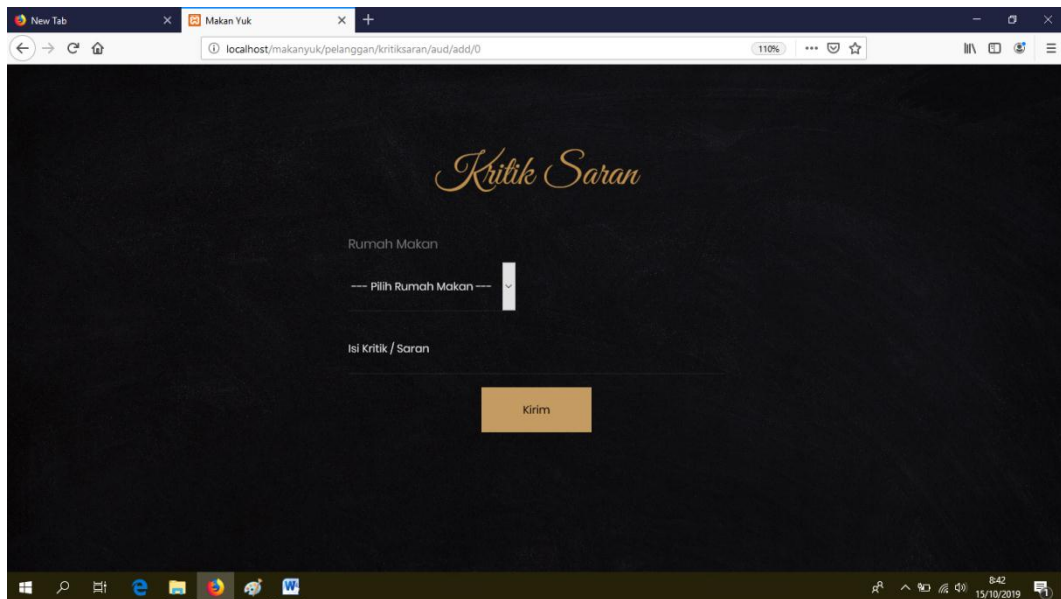 New Tab
Makan Yuk
localhost/makanyuk/pelanggan/kritiksaran/aud/add/0
110%
Kritik Saran
Rumah Makan
--- Pilih Rumah Makan ---
Isi Kritik / Saran
Kirim
8:42
15/10/2019